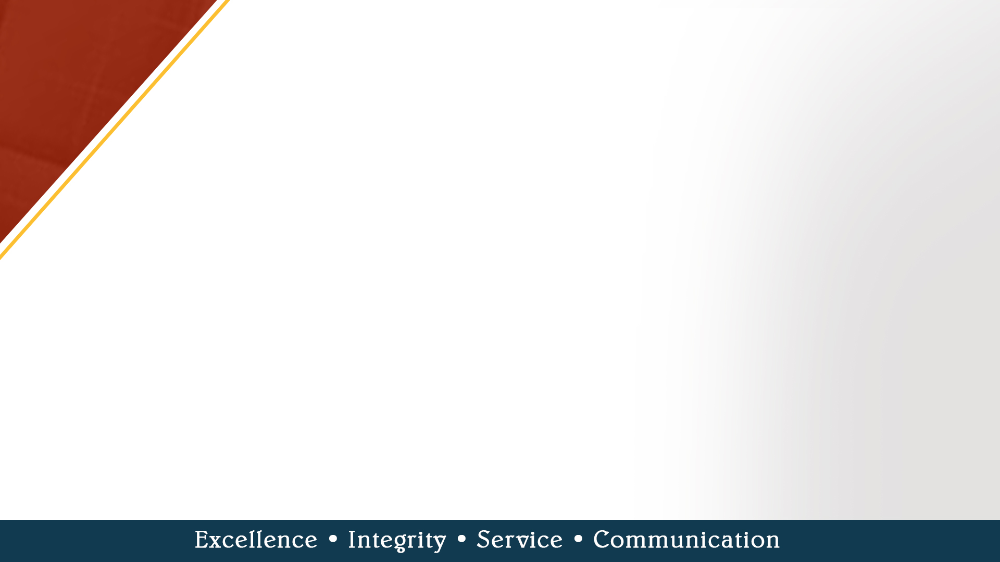 Excellence • Integrity • Service • Communication